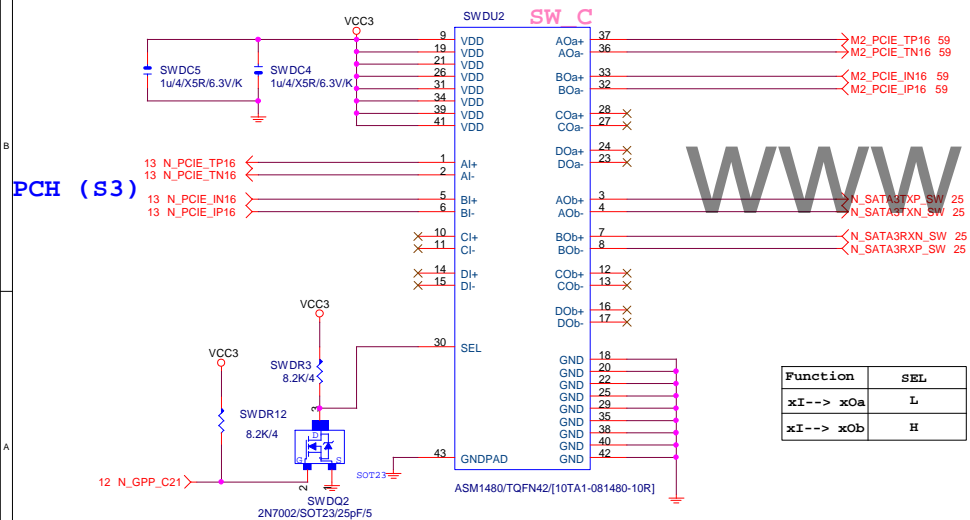 SWDU2
SW_C
VCC3
9 VDD
19 VDD
21 VDD
26 VDD
31 VDD
34 VDD
39 VDD
41 VDD
SWDC5
1u/4/X5R/6.3V/K
SWDC4
1u/4/X5R/6.3V/K
AOa+ 37 M2_PCIE_TP16 59
AOa- 36 M2_PCIE_TN16 59
BOa+ 33 M2_PCIE_IN16 59
BOa- 32 M2_PCIE_IP16 59
COa+ 28
COa- 27
DOa+ 24
DOa- 23
B
13 N_PCIE_TP16 1 AI+
13 N_PCIE_TN16 2 AI-
PCH (S3)
13 N_PCIE_IN16 5 BI+
13 N_PCIE_IP16 6 BI-
10 CI+
11 CI-
14 DI+
15 DI-
www
AOb+ 3 N_SATA3TXP_SW 25
AOb- 4 N_SATA3TXN_SW 25
BOb+ 7 N_SATA3RXN_SW 25
BOb- 8 N_SATA3RXP_SW 25
COb+ 12
COb- 13
DOb+ 16
DOb- 17
VCC3
30 SEL
VCC3
SWDR3
8.2K/4
SWDR12
8.2K/4
GND 18
GND 20
GND 22
GND 25
GND 29
GND 35
GND 38
GND 40
GND 42
Function SEL
xI--> xOa L
xI--> xOb H
A
3
D
G
S
2
1
43 GNDPAD
SOT23
12 N_GPP_C21
SWDQ2
2N7002/SOT23/25pF/5
ASM1480/TQFN42/[10TA1-081480-10R]